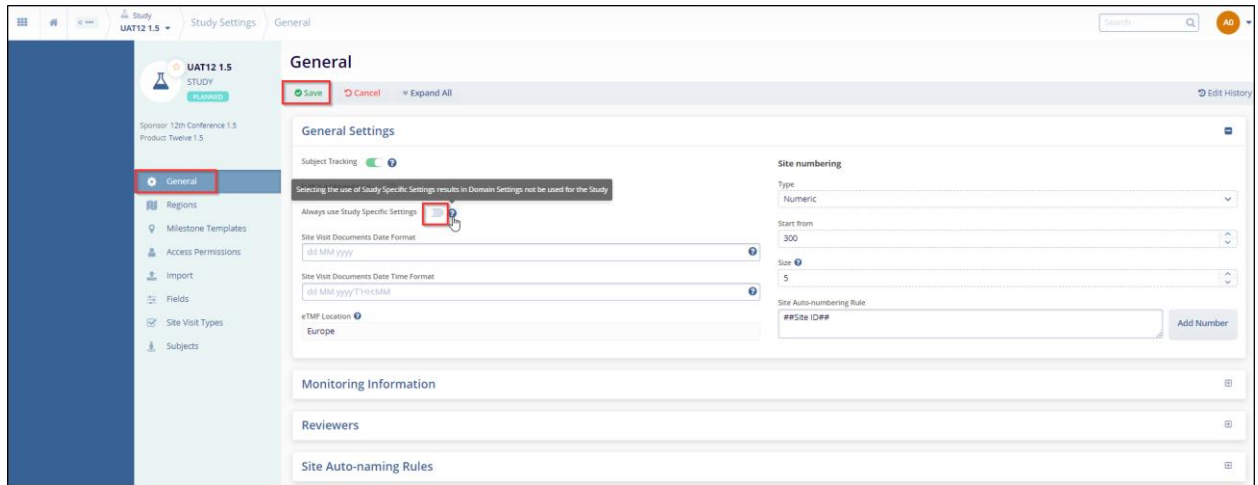 Study
UAT12 1.5
Study Settings
General
Search
AO
UAT12 1.5
STUDY
PLANNED
Sponsor 12th Conference 1.5
Product Twelve 1.5
General
Regions
Milestone Templates
Access Permissions
Import
Fields
Site Visit Types
Subjects
General
Save
Cancel
Expand All
Edit History
General Settings
Subject Tracking
Selecting the use of Study Specific Settings results in Domain Settings not be used for the Study
Always use Study Specific Settings
Site Visit Documents Date Format
dd MM yyyy
Site Visit Documents Date Time Format
dd MM yyyy'T'HH:MM
eTMF Location
Europe
Site numbering
Type
Numeric
Start from
300
Size
5
Site Auto-numbering Rule
##Site ID##
Add Number
Monitoring Information
Reviewers
Site Auto-naming Rules